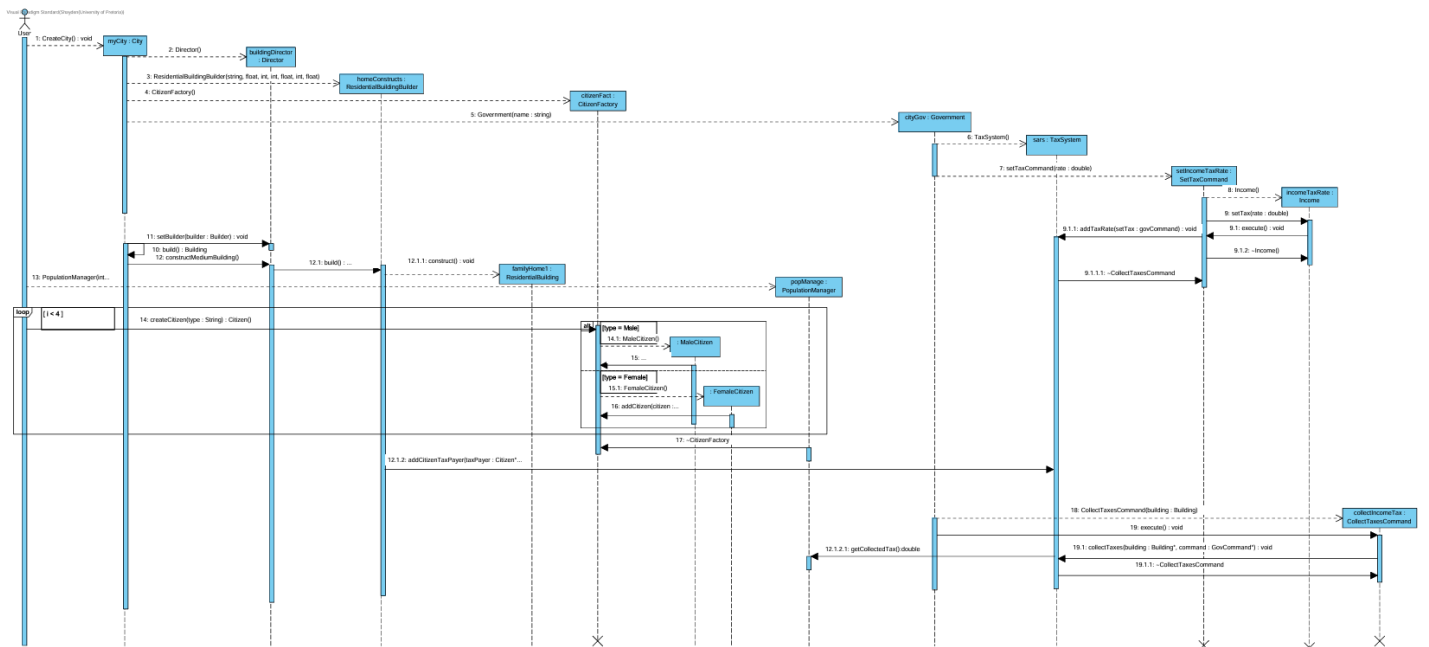 Visual Paradigm Standard(Shayden(University of Pretoria))
User
1: CreateCity() : void
myCity : City
2: Director()
buildingDirector
: Director
3: ResidentialBuildingBuilder(string, float, int, int, float, int, float)
homeConstructs :
ResidentialBuildingBuilder
4: CitizenFactory()
citizenFact :
CitizenFactory
5: Government(name : string)
cityGov : Government
6: TaxSystem()
sars : TaxSystem
7: setTaxCommand(rate : double)
setIncomeTaxRate :
SetTaxCommand
8: Income()
incomeTaxRate :
Income
9: setTax(rate : double)
9.1.1: addTaxRate(setTax : govCommand) : void
9.1: execute() : void
11: setBuilder(builder : Builder) : void
10: build() : Building
12: constructMediumBuilding()
9.1.2: ~Income()
12.1: build() : ...
12.1.1: construct() : void
familyHome1 :
ResidentialBuilding
9.1.1.1: ~CollectTaxesCommand
13: PopulationManager(int...
popManage :
PopulationManager
loop
[ i < 4 ]
14: createCitizen(type : String) : Citizen()
alt
[type = Male]
14.1: MaleCitizen()
: MaleCitizen
15: ...
[type = Female]
15.1: FemaleCitizen()
: FemaleCitizen
16: addCitizen(citizen :...
17: ~CitizenFactory
12.1.2: addCitizenTaxPayer(taxPayer : Citizen*...
18: CollectTaxesCommand(building : Building)
collectIncomeTax :
CollectTaxesCommand
19: execute() : void
12.1.2.1: getCollectedTax():double
19.1: collectTaxes(building : Building*, command : GovCommand*) : void
19.1.1: ~CollectTaxesCommand